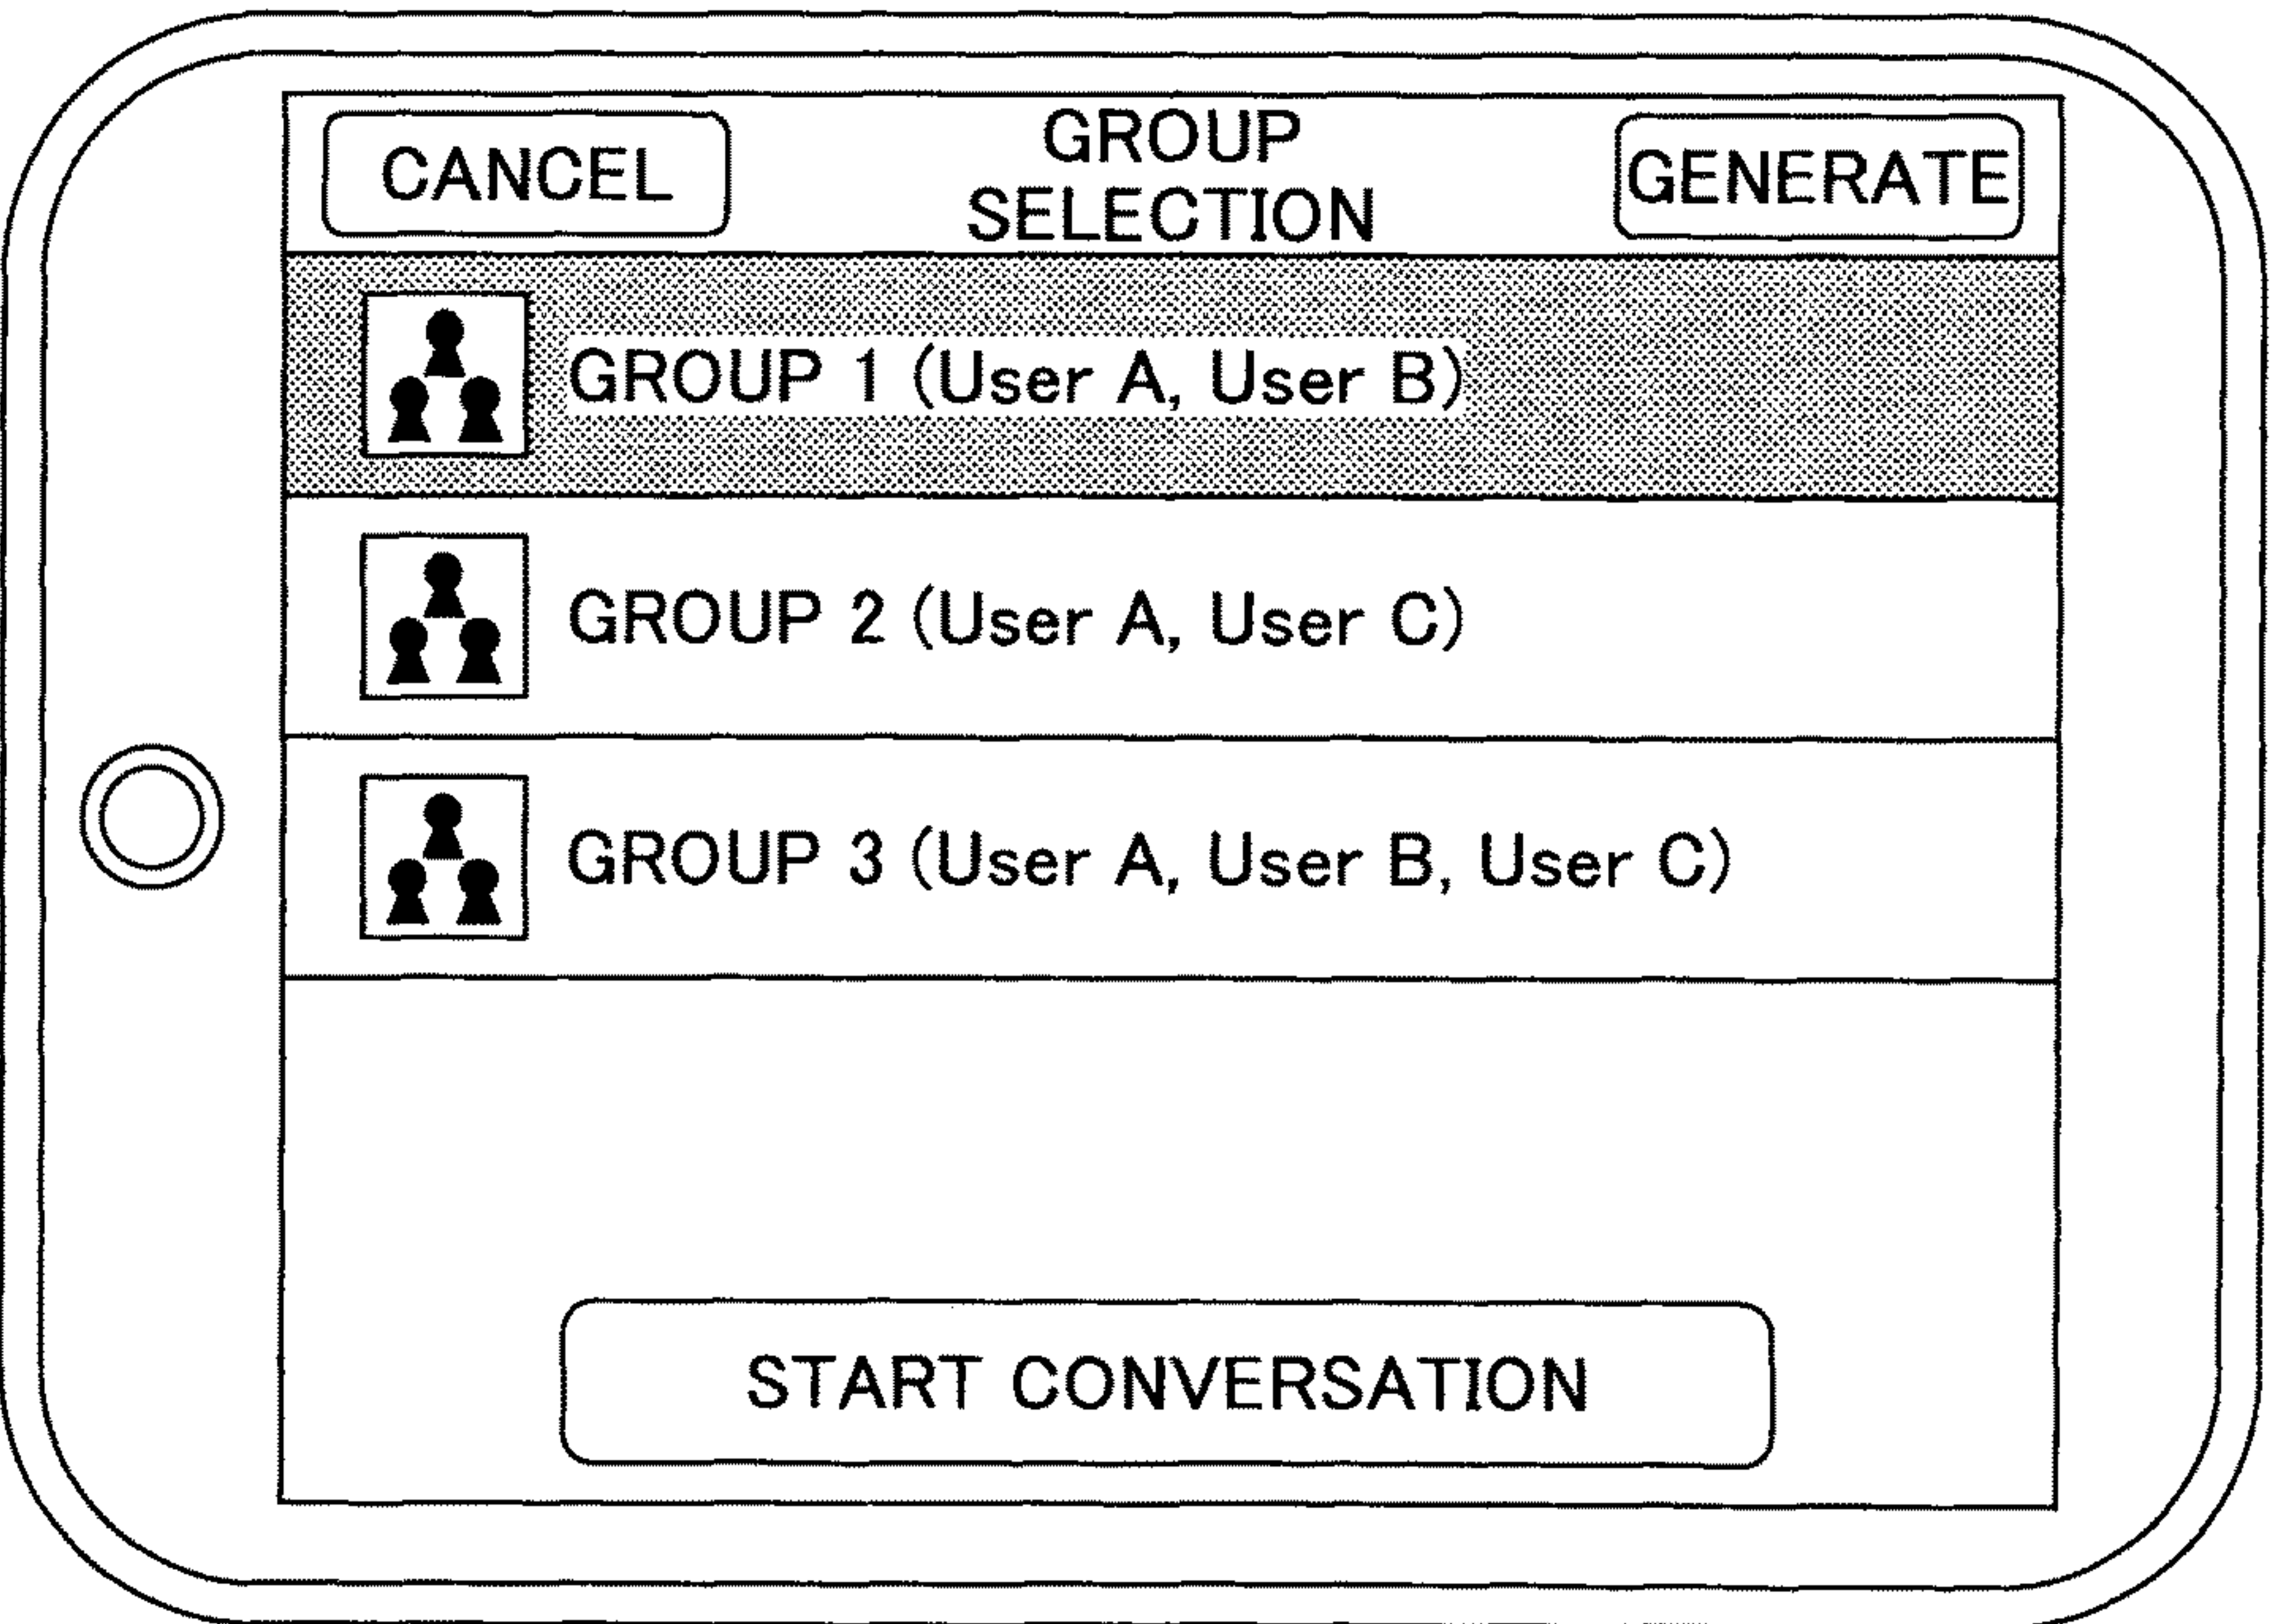 CANCEL
GROUP
SELECTION
GENERATE
GROUP 1 (User A, User B)
GROUP 2 (User A, User C)
GROUP 3 (User A, User B, User C)
START CONVERSATION